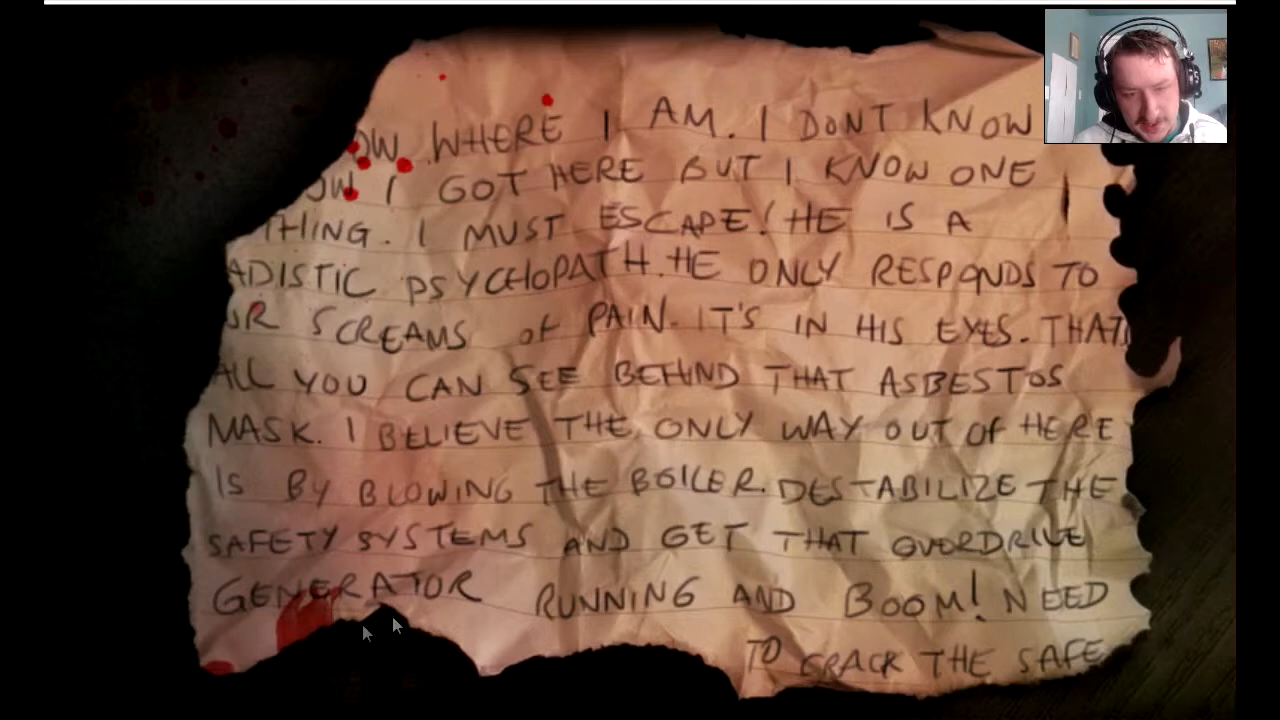 OW WHERE I AM. I DONT KNOW
OW I GOT HERE BUT I KNOW ONE
THING. I MUST ESCAPE! HE IS A
ADISTIC PSYCHOPATH. HE ONLY RESPONDS TO
UR SCREAMS of PAIN. IT'S IN HIS EYES. THATS
ALL YOU CAN SEE BEHIND THAT ASBESTOS
MASK. I BELIEVE THE ONLY WAY OUT OF HERE
IS BY BLOWING THE BOILER. DESTABILIZE THE
SAFETY SYSTEMS AND GET THAT OVERDRIVE
GENERATOR RUNNING AND BOOM! NEED
TO CRACK THE SAFE